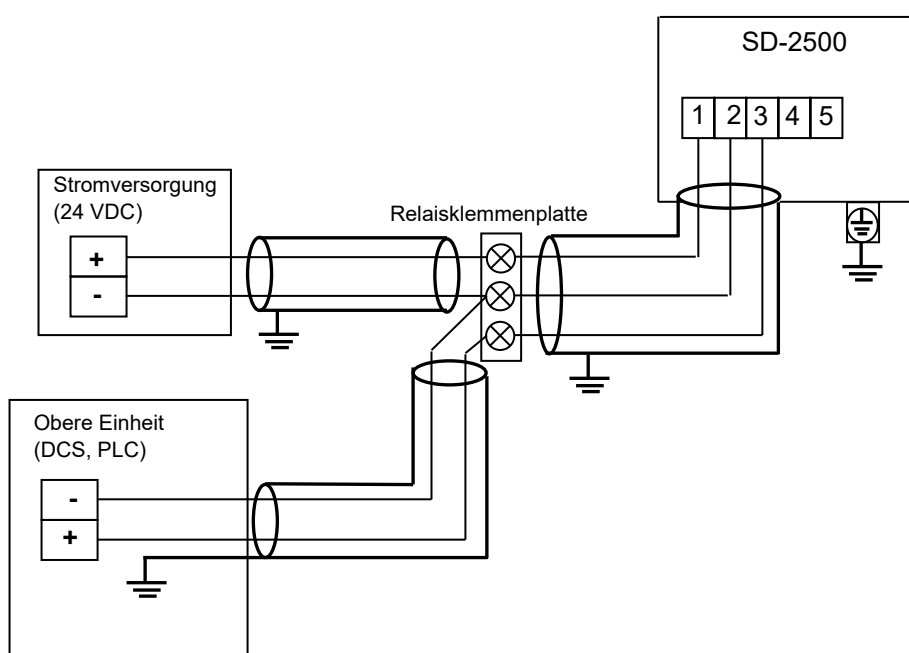 SD-2500
1 2 3 4 5
Stromversorgung
(24 VDC)
+
-
Relaisklemmenplatte
Obere Einheit
(DCS, PLC)
-
+